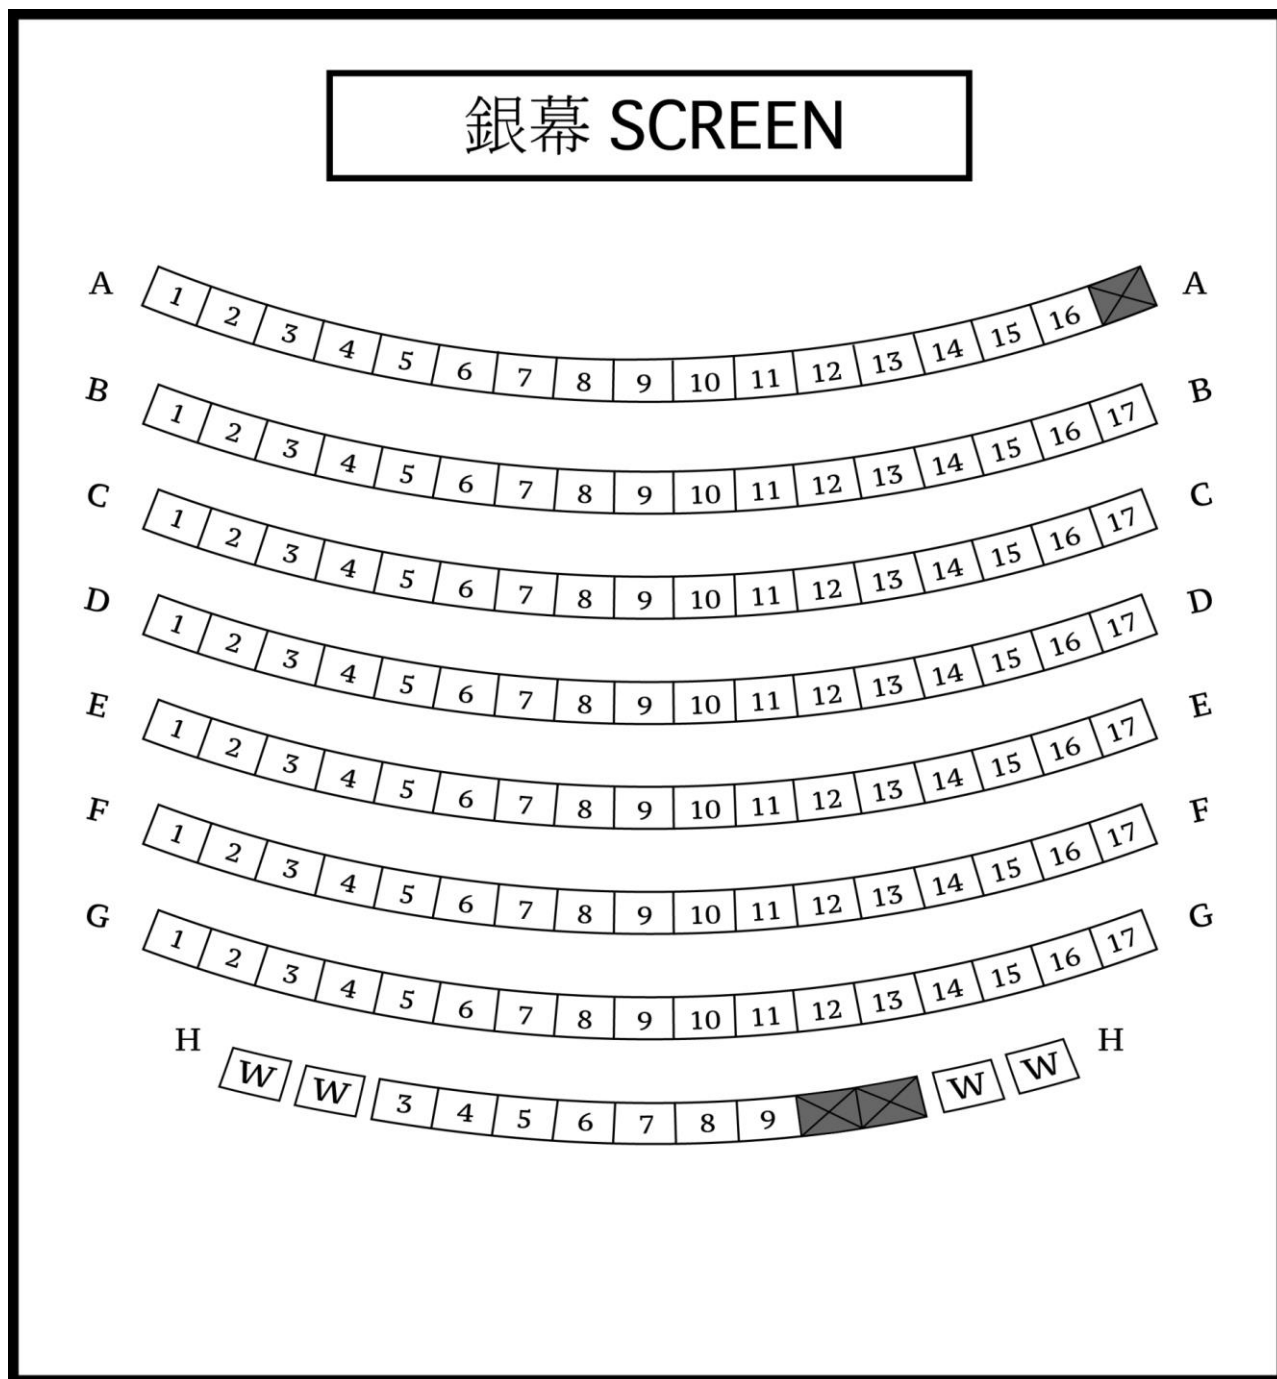 銀幕 SCREEN
A 1 2 3 4 5 6 7 8 9 10 11 12 13 14 15 16 A
B 1 2 3 4 5 6 7 8 9 10 11 12 13 14 15 16 17 B
C 1 2 3 4 5 6 7 8 9 10 11 12 13 14 15 16 17 C
D 1 2 3 4 5 6 7 8 9 10 11 12 13 14 15 16 17 D
E 1 2 3 4 5 6 7 8 9 10 11 12 13 14 15 16 17 E
F 1 2 3 4 5 6 7 8 9 10 11 12 13 14 15 16 17 F
G 1 2 3 4 5 6 7 8 9 10 11 12 13 14 15 16 17 G
H W W 3 4 5 6 7 8 9 W W H